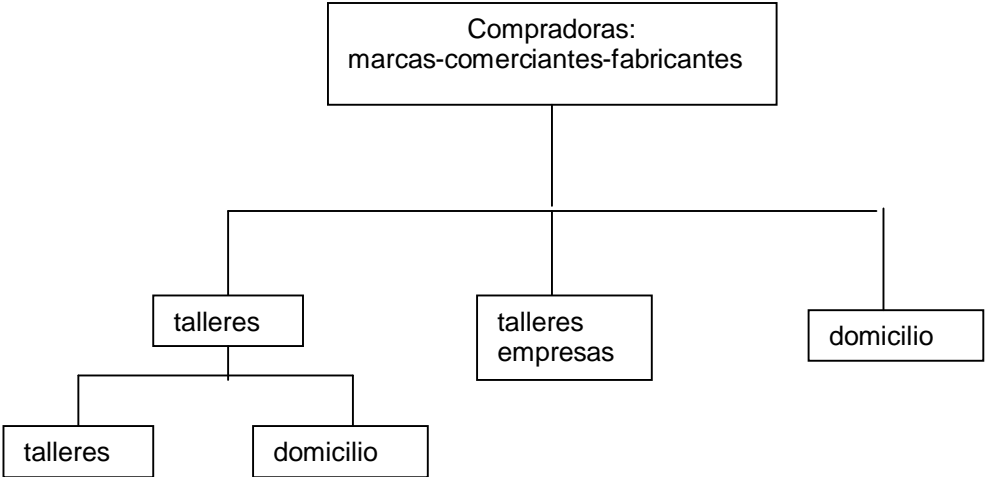 Compradoras:
marcas-comerciantes-fabricantes
talleres
talleres
empresas
domicilio
talleres
domicilio